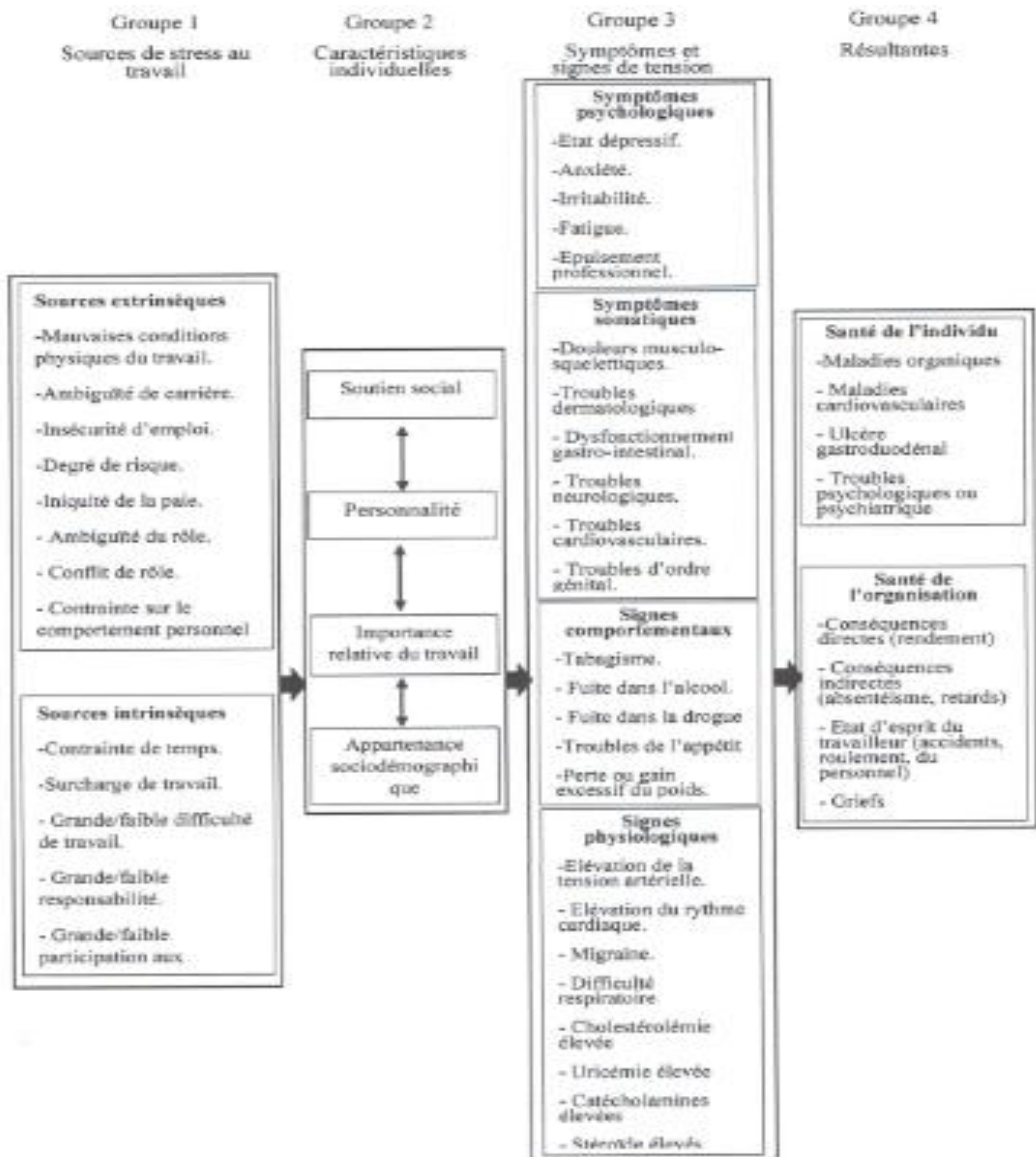 Groupe 1
Sources de stress au
travail
Groupe 2
Caractéristiques
individuelles
Groupe 3
Symptômes et
signes de tension
Groupe 4
Résultantes
Sources extrinsèques
-Mauvaises conditions
physiques du travail.
-Ambiguïté de carrière.
-Insécurité d'emploi.
-Degré de risque.
-Iniquité de la paie.
- Ambiguïté du rôle.
- Conflit de rôle.
- Contrainte sur le
comportement personnel
Sources intrinsèques
-Contrainte de temps.
-Surcharge de travail.
- Grande/faible difficulté
de travail.
- Grande/faible
responsabilité.
- Grande/faible
participation aux
Soutien social
Personnalité
Importance
relative du travail
Appartenance
sociodémographi
que
Symptômes
psychologiques
-Etat dépressif.
-Anxiété.
-Irritabilité.
-Fatigue.
-Epuisement
professionnel.
Symptômes
somatiques
-Douleurs musculo-
squelettiques.
-Troubles
dermatologiques
- Dysfonctionnement
gastro-intestinal.
- Troubles
neurologiques.
- Troubles
cardiovasculaires.
- Troubles d'ordre
génital.
Signes
comportementaux
-Tabagisme.
- Fuite dans l'alcool.
- Fuite dans la drogue
-Troubles de l'appétit
-Perte ou gain
excessif du poids.
Signes
physiologiques
-Elévation de la
tension artérielle.
- Elévation du rythme
cardiaque.
- Migraine.
- Difficulté
respiratoire
- Cholestérolémie
élevée
- Uricémie élevée
- Catécholamines
élevées
- Stéroïde élevés
Santé de l'individu
-Maladies organiques
- Maladies
cardiovasculaires
- Ulcère
gastroduodénal
- Troubles
psychologiques ou
psychiatrique
Santé de
l'organisation
-Conséquences
directes (rendement)
- Conséquences
indirectes
(absentéisme, retards)
- Etat d'esprit du
travailleur (accidents,
roulement, du
personnel)
- Griefs